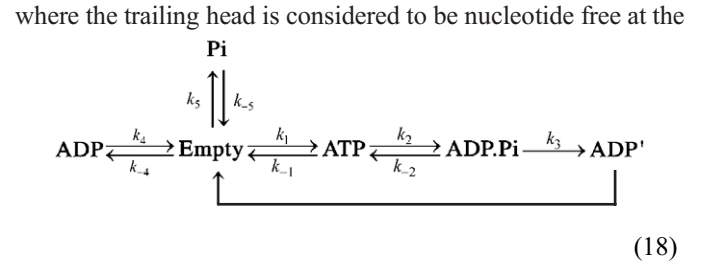 where the trailing head is considered to be nucleotide free at the
Pi
k5 k-5
k4 k1 k2 k3
ADP Empty ATP ADP.Pi ADP'
k-4 k-1 k-2
(18)